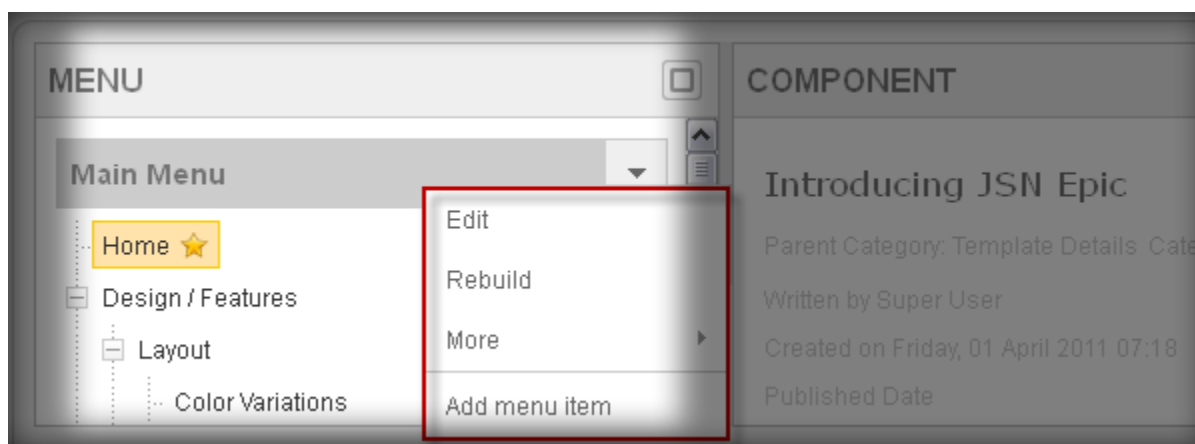 MENU
Main Menu
Home
Design / Features
Layout
Color Variations
Edit
Rebuild
More
Add menu item
COMPONENT
Introducing JSN Epic
Parent Category: Template Details
Written by Super User
Created on Friday, 01 April 2011 07:18
Published Date